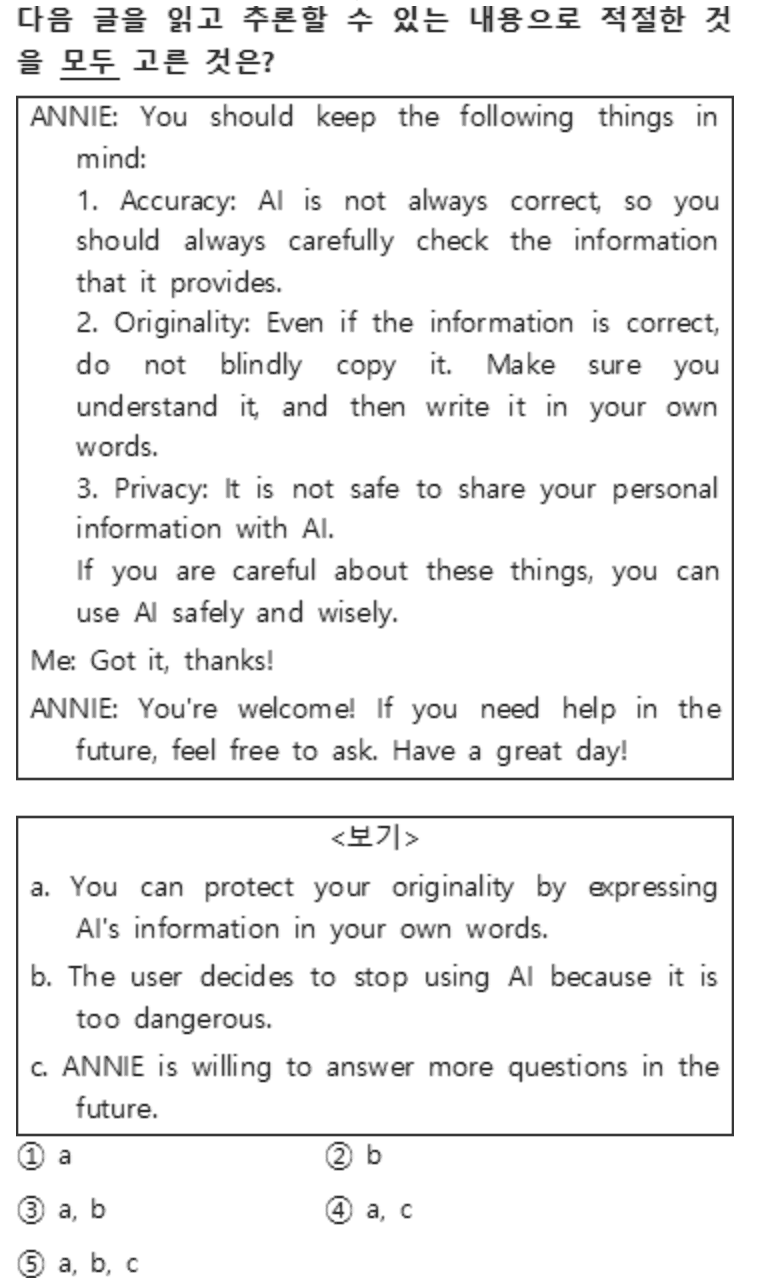 다음 글을 읽고 추론할 수 있는 내용으로 적절한 것
을 모두 고른 것은?
ANNIE: You should keep the following things in
mind:
1. Accuracy: AI is not always correct, so you
should always carefully check the information
that it provides.
2. Originality: Even if the information is correct,
do not blindly copy it. Make sure you
understand it, and then write it in your own
words.
3. Privacy: It is not safe to share your personal
information with AI.
If you are careful about these things, you can
use AI safely and wisely.
Me: Got it, thanks!
ANNIE: You're welcome! If you need help in the
future, feel free to ask. Have a great day!
<보기>
a. You can protect your originality by expressing
AI's information in your own words.
b. The user decides to stop using AI because it is
too dangerous.
c. ANNIE is willing to answer more questions in the
future.
① a ② b
③ a, b ④ a, c
⑤ a, b, c